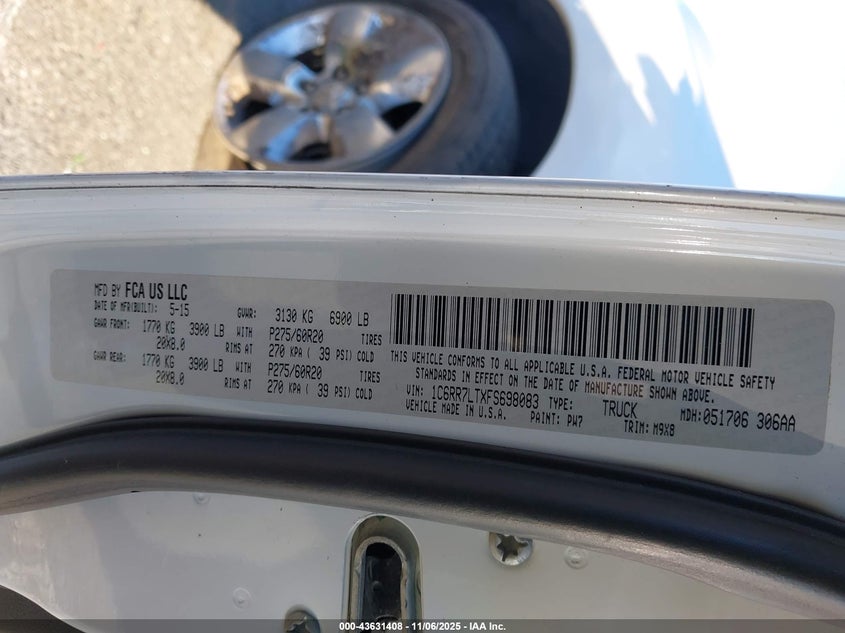 MFD BY FCA US LLC
DATE OF MFR(BUILT): 5-15 GVWR: 3130 KG 6900 LB
GAWR FRONT: 1770 KG 3900 LB WITH P275/60R20 TIRES
20X8.0 RIMS AT 270 KPA ( 39 PSI) COLD
GAWR REAR: 1770 KG 3900 LB WITH P275/60R20 TIRES
20X8.0 RIMS AT 270 KPA ( 39 PSI) COLD
THIS VEHICLE CONFORMS TO ALL APPLICABLE U.S.A. FEDERAL MOTOR VEHICLE SAFETY
STANDARDS IN EFFECT ON THE DATE OF MANUFACTURE SHOWN ABOVE.
VIN: 1C6RR7LTXFS698083 TYPE: TRUCK MDH:051706 306AA
VEHICLE MADE IN U.S.A. PAINT: PW7 TRIM: M9X8
000-43631408 - 11/06/2025 - IAA Inc.